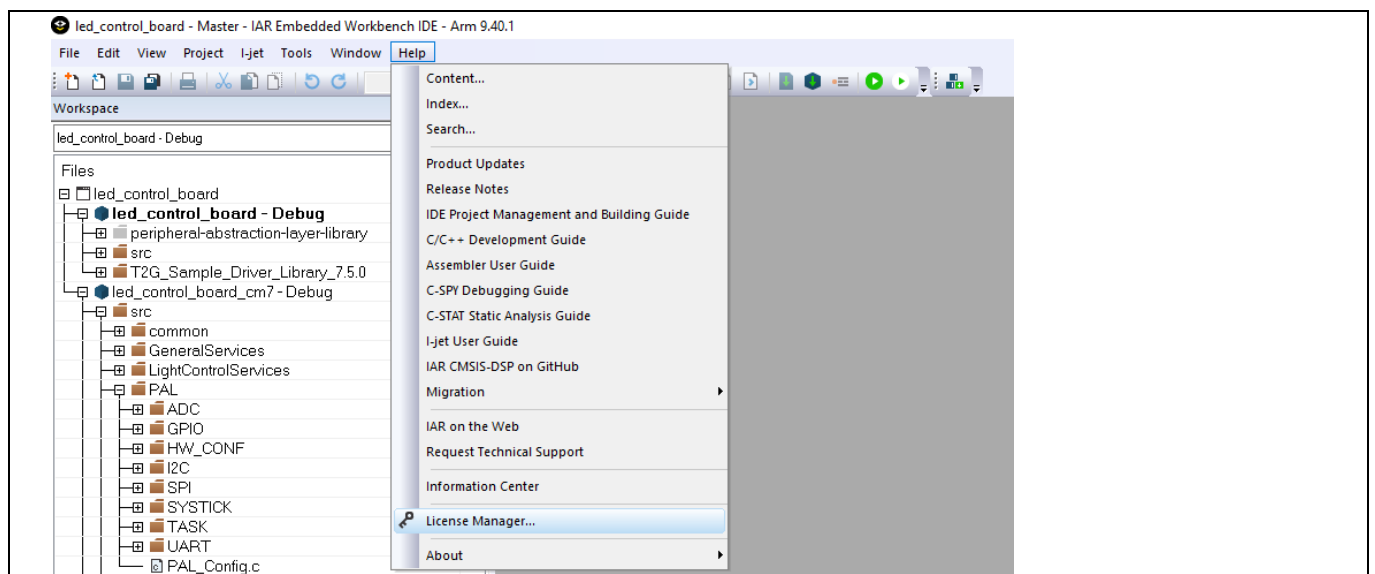 led_control_board - Master - IAR Embedded Workbench IDE - Arm 9.40.1
File Edit View Project I-jet Tools Window Help
Workspace
led_control_board - Debug
Files
led_control_board
led_control_board - Debug
peripheral-abstraction-layer-library
src
T2G_Sample_Driver_Library_7.5.0
led_control_board_cm7 - Debug
src
common
GeneralServices
LightControlServices
PAL
ADC
GPIO
HW_CONF
I2C
SPI
SYSTICK
TASK
UART
PAL_Config.c
Content...
Index...
Search...
Product Updates
Release Notes
IDE Project Management and Building Guide
C/C++ Development Guide
Assembler User Guide
C-SPY Debugging Guide
C-STAT Static Analysis Guide
I-jet User Guide
IAR CMSIS-DSP on GitHub
Migration
IAR on the Web
Request Technical Support
Information Center
License Manager...
About